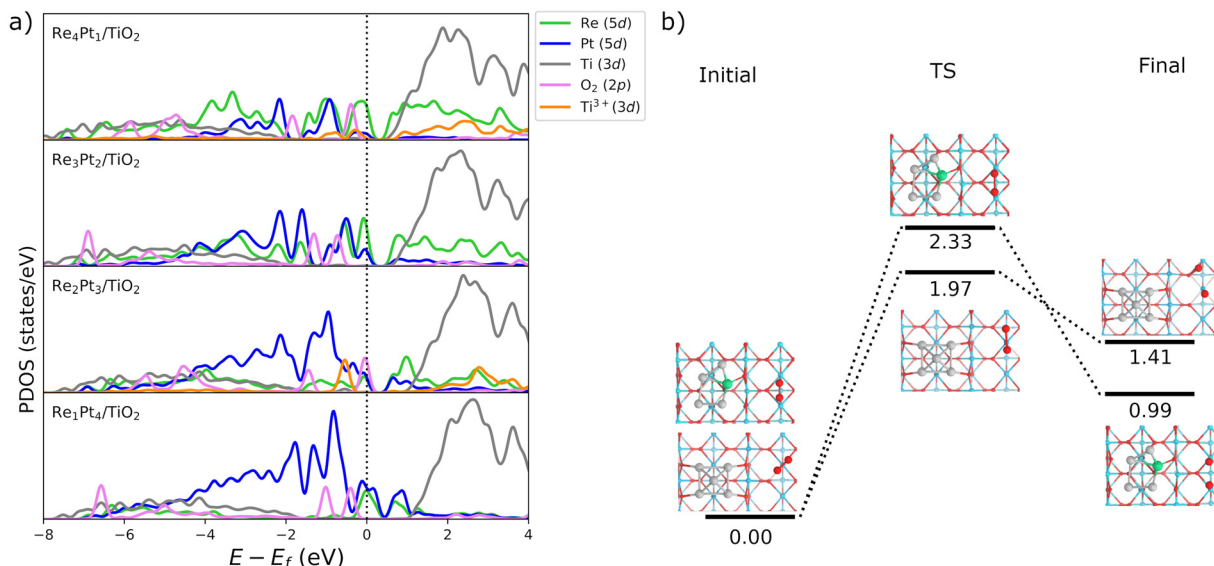 a)
Re₄Pt₁/TiO₂
Re₃Pt₂/TiO₂
Re₂Pt₃/TiO₂
Re₁Pt₄/TiO₂
PDOS (states/eV)
−8 −6 −4 −2 0 2 4
E − E_f (eV)
Re (5d)
Pt (5d)
Ti (3d)
O₂ (2p)
Ti³⁺ (3d)
b)
Initial
TS
Final
2.33
1.97
1.41
0.99
0.00